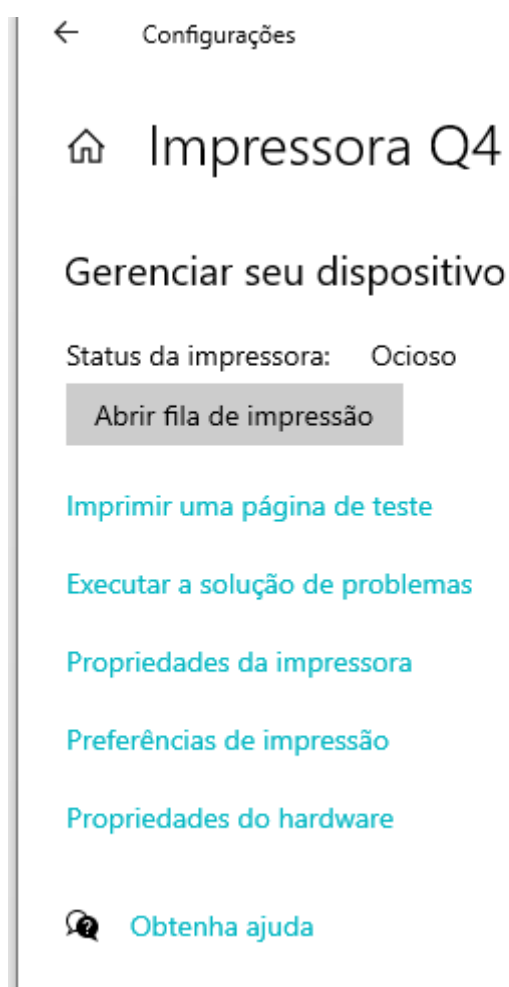 Configurações
Impressora Q4
Gerenciar seu dispositivo
Status da impressora: Ocioso
Abrir fila de impressão
Imprimir uma página de teste
Executar a solução de problemas
Propriedades da impressora
Preferências de impressão
Propriedades do hardware
Obtenha ajuda